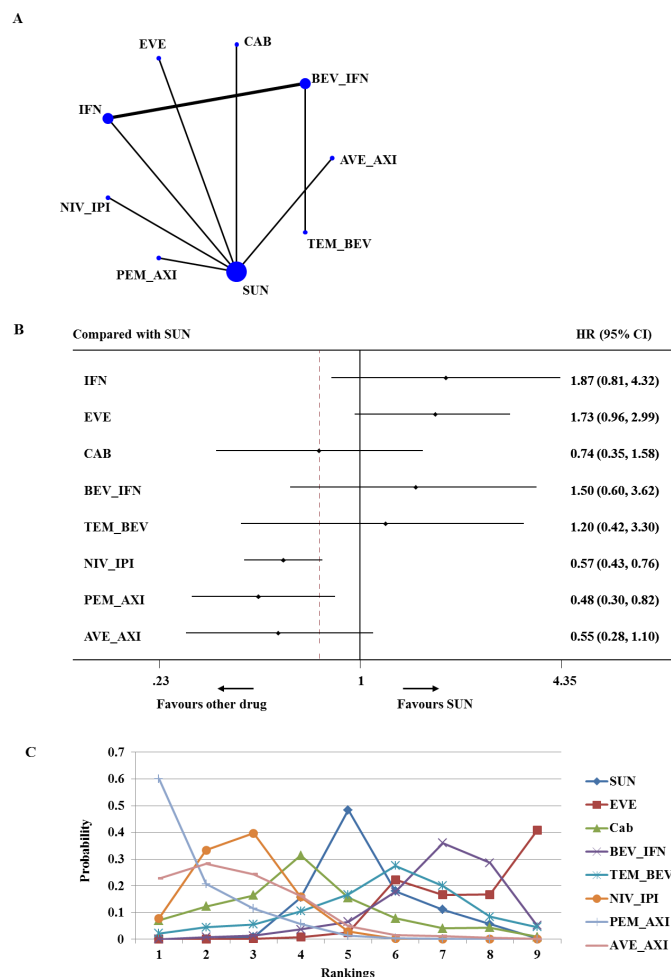 A
EVE
CAB
BEV_IFN
IFN
AVE_AXI
NIV_IPI
TEM_BEV
PEM_AXI
SUN
B
Compared with SUN HR (95% CI)
IFN 1.87 (0.81, 4.32)
EVE 1.73 (0.96, 2.99)
CAB 0.74 (0.35, 1.58)
BEV_IFN 1.50 (0.60, 3.62)
TEM_BEV 1.20 (0.42, 3.30)
NIV_IPI 0.57 (0.43, 0.76)
PEM_AXI 0.48 (0.30, 0.82)
AVE_AXI 0.55 (0.28, 1.10)
.23 1 4.35
Favours other drug Favours SUN
C
0.7
0.6
0.5
0.4
0.3
0.2
0.1
0
Probability
1 2 3 4 5 6 7 8 9
Rankings
SUN
EVE
Cab
BEV_IFN
TEM_BEV
NIV_IPI
PEM_AXI
AVE_AXI